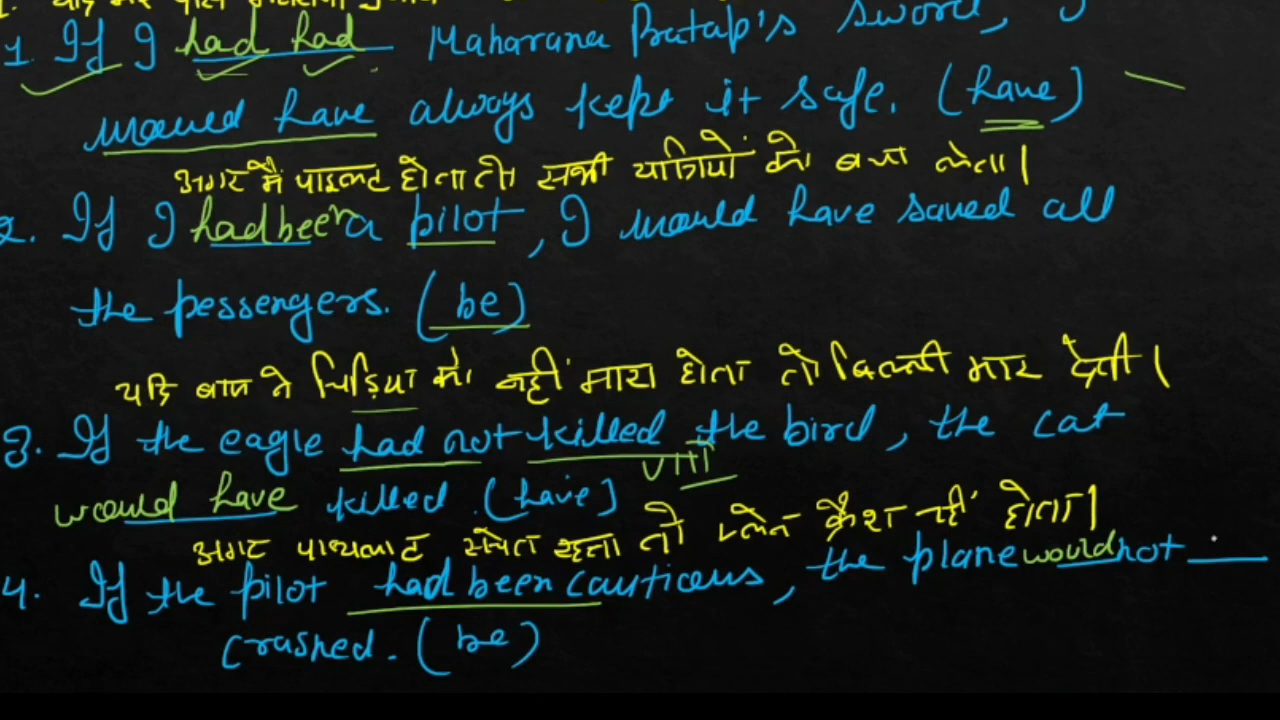 1. If I had had Maharana Pratap's sword, I
would have always kept it safe. (have)
अगर मैं पाइलट होता तो सभी यात्रियों को बचा लेता।
2. If I had been a pilot, I would have saved all
the pessengers. (be)
यदि बाज ने चिड़िया को नहीं मारा होता तो बिल्ली मार देती।
3. If the eagle had not killed the bird, the cat
VIII
would have killed. (have)
अगर पायलट सचेत रहता तो प्लेन क्रैश नहीं होता।
4. If the pilot had been cauticous, the plane would not ____
crashed. (be)